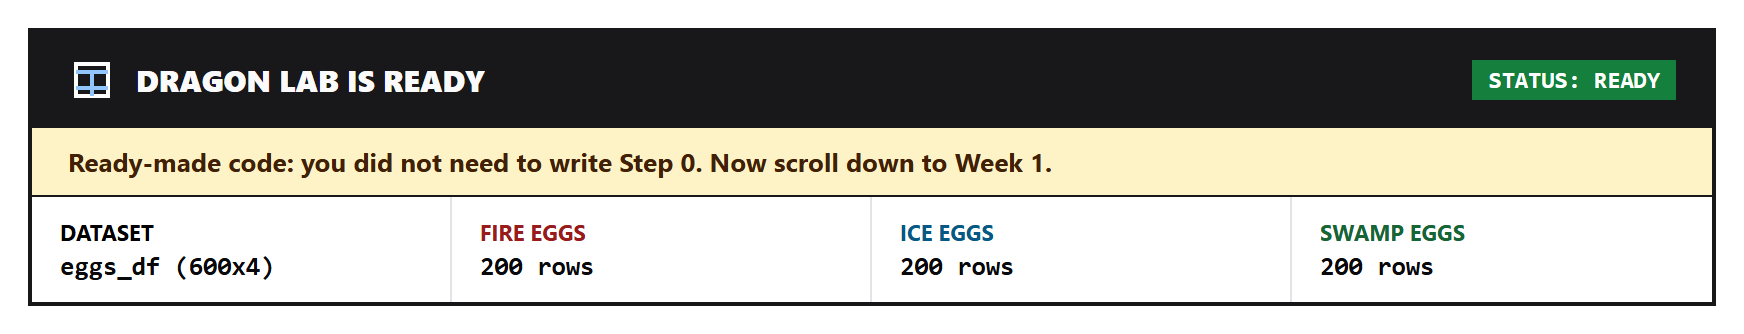 DRAGON LAB IS READY
STATUS: READY
Ready-made code: you did not need to write Step 0. Now scroll down to Week 1.
DATASET
eggs_df (600x4)
FIRE EGGS
200 rows
ICE EGGS
200 rows
SWAMP EGGS
200 rows